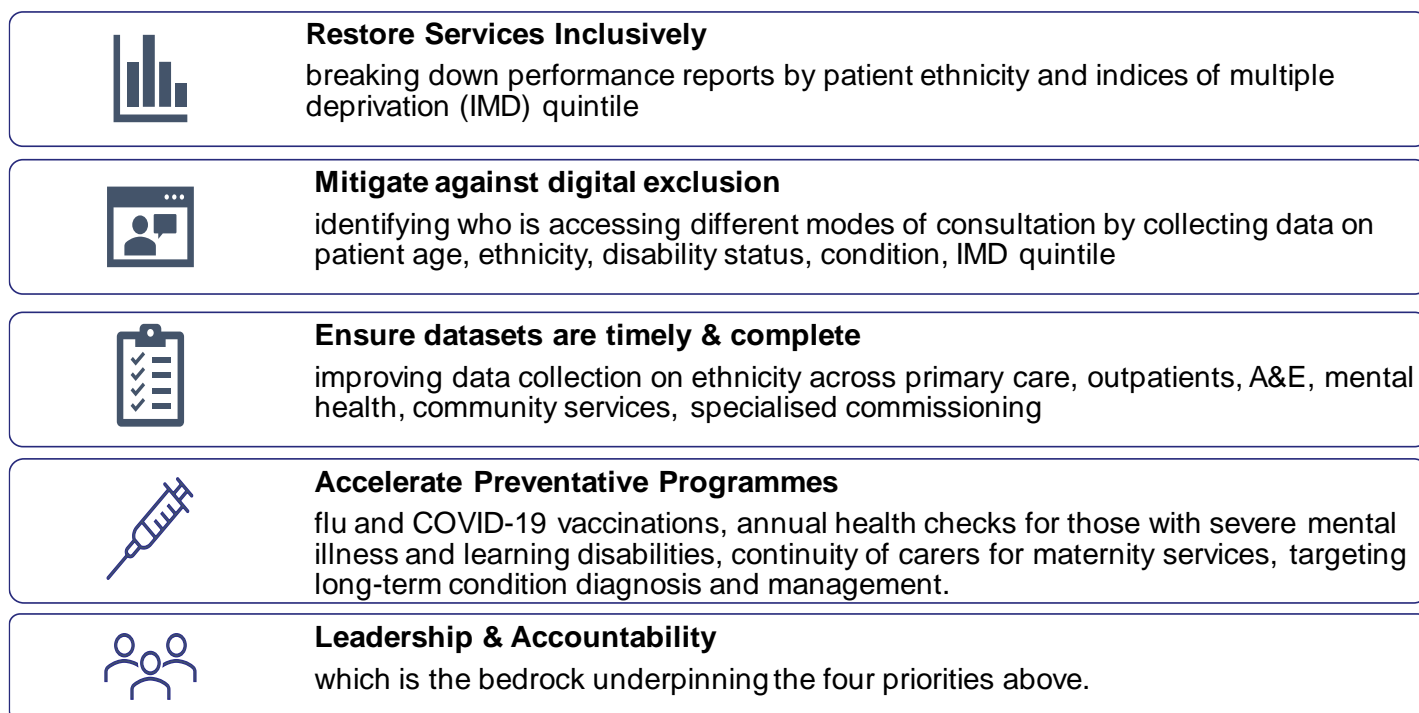 Restore Services Inclusively
breaking down performance reports by patient ethnicity and indices of multiple
deprivation (IMD) quintile
Mitigate against digital exclusion
identifying who is accessing different modes of consultation by collecting data on
patient age, ethnicity, disability status, condition, IMD quintile
Ensure datasets are timely & complete
improving data collection on ethnicity across primary care, outpatients, A&E, mental
health, community services, specialised commissioning
Accelerate Preventative Programmes
flu and COVID-19 vaccinations, annual health checks for those with severe mental
illness and learning disabilities, continuity of carers for maternity services, targeting
long-term condition diagnosis and management.
Leadership & Accountability
which is the bedrock underpinning the four priorities above.